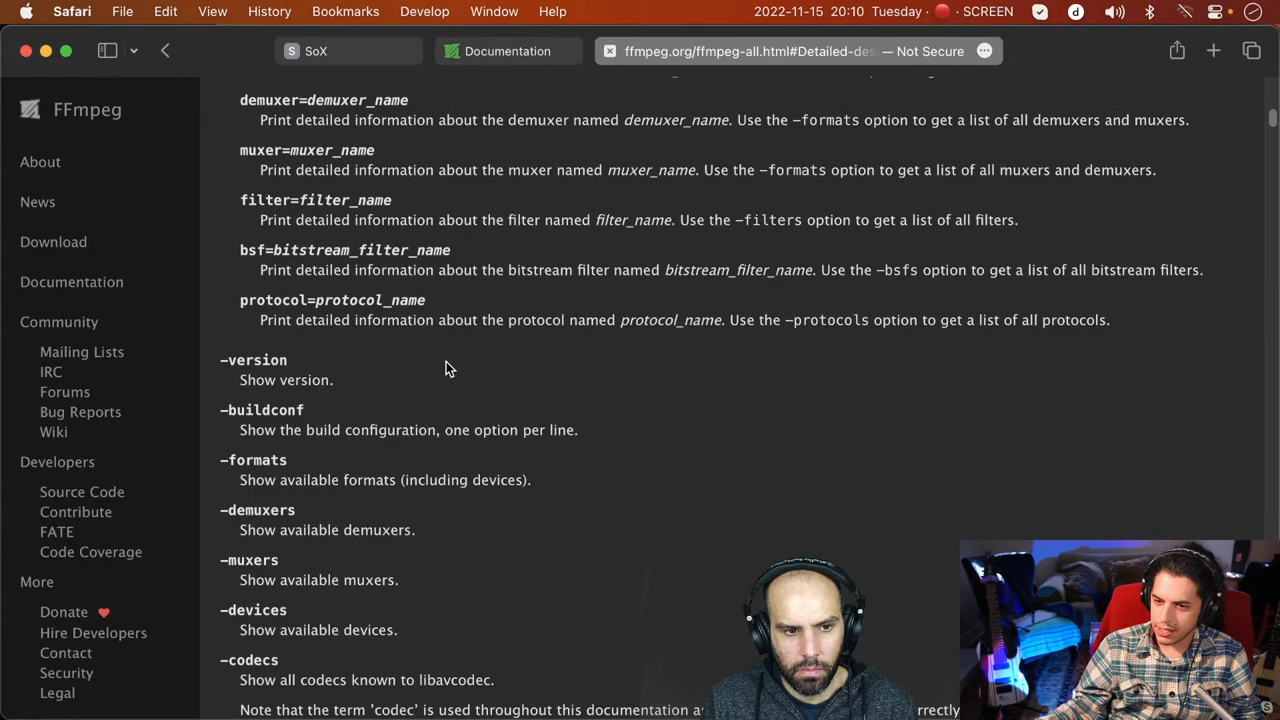 Safari File Edit View History Bookmarks Develop Window Help 2022-11-15 20:10 Tuesday SCREEN
S SoX Documentation ffmpeg.org/ffmpeg-all.html#Detailed-des — Not Secure
FFmpeg
About
News
Download
Documentation
Community
Mailing Lists
IRC
Forums
Bug Reports
Wiki
Developers
Source Code
Contribute
FATE
Code Coverage
More
Donate
Hire Developers
Contact
Security
Legal
demuxer=demuxer_name
Print detailed information about the demuxer named demuxer_name. Use the -formats option to get a list of all demuxers and muxers.
muxer=muxer_name
Print detailed information about the muxer named muxer_name. Use the -formats option to get a list of all muxers and demuxers.
filter=filter_name
Print detailed information about the filter named filter_name. Use the -filters option to get a list of all filters.
bsf=bitstream_filter_name
Print detailed information about the bitstream filter named bitstream_filter_name. Use the -bsfs option to get a list of all bitstream filters.
protocol=protocol_name
Print detailed information about the protocol named protocol_name. Use the -protocols option to get a list of all protocols.
-version
Show version.
-buildconf
Show the build configuration, one option per line.
-formats
Show available formats (including devices).
-demuxers
Show available demuxers.
-muxers
Show available muxers.
-devices
Show available devices.
-codecs
Show all codecs known to libavcodec.
Note that the term 'codec' is used throughout this documentation